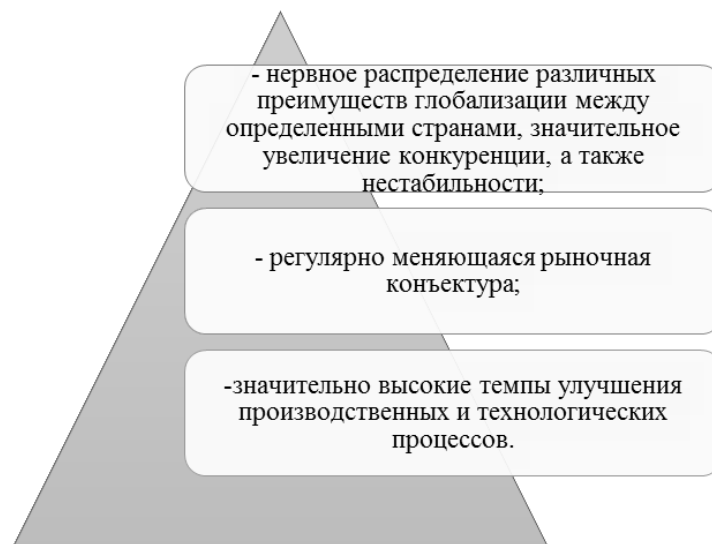 - нервное распределение различных
преимуществ глобализации между
определенными странами, значительное
увеличение конкуренции, а также
нестабильности;
- регулярно меняющаяся рыночная
конъектура;
-значительно высокие темпы улучшения
производственных и технологических
процессов.